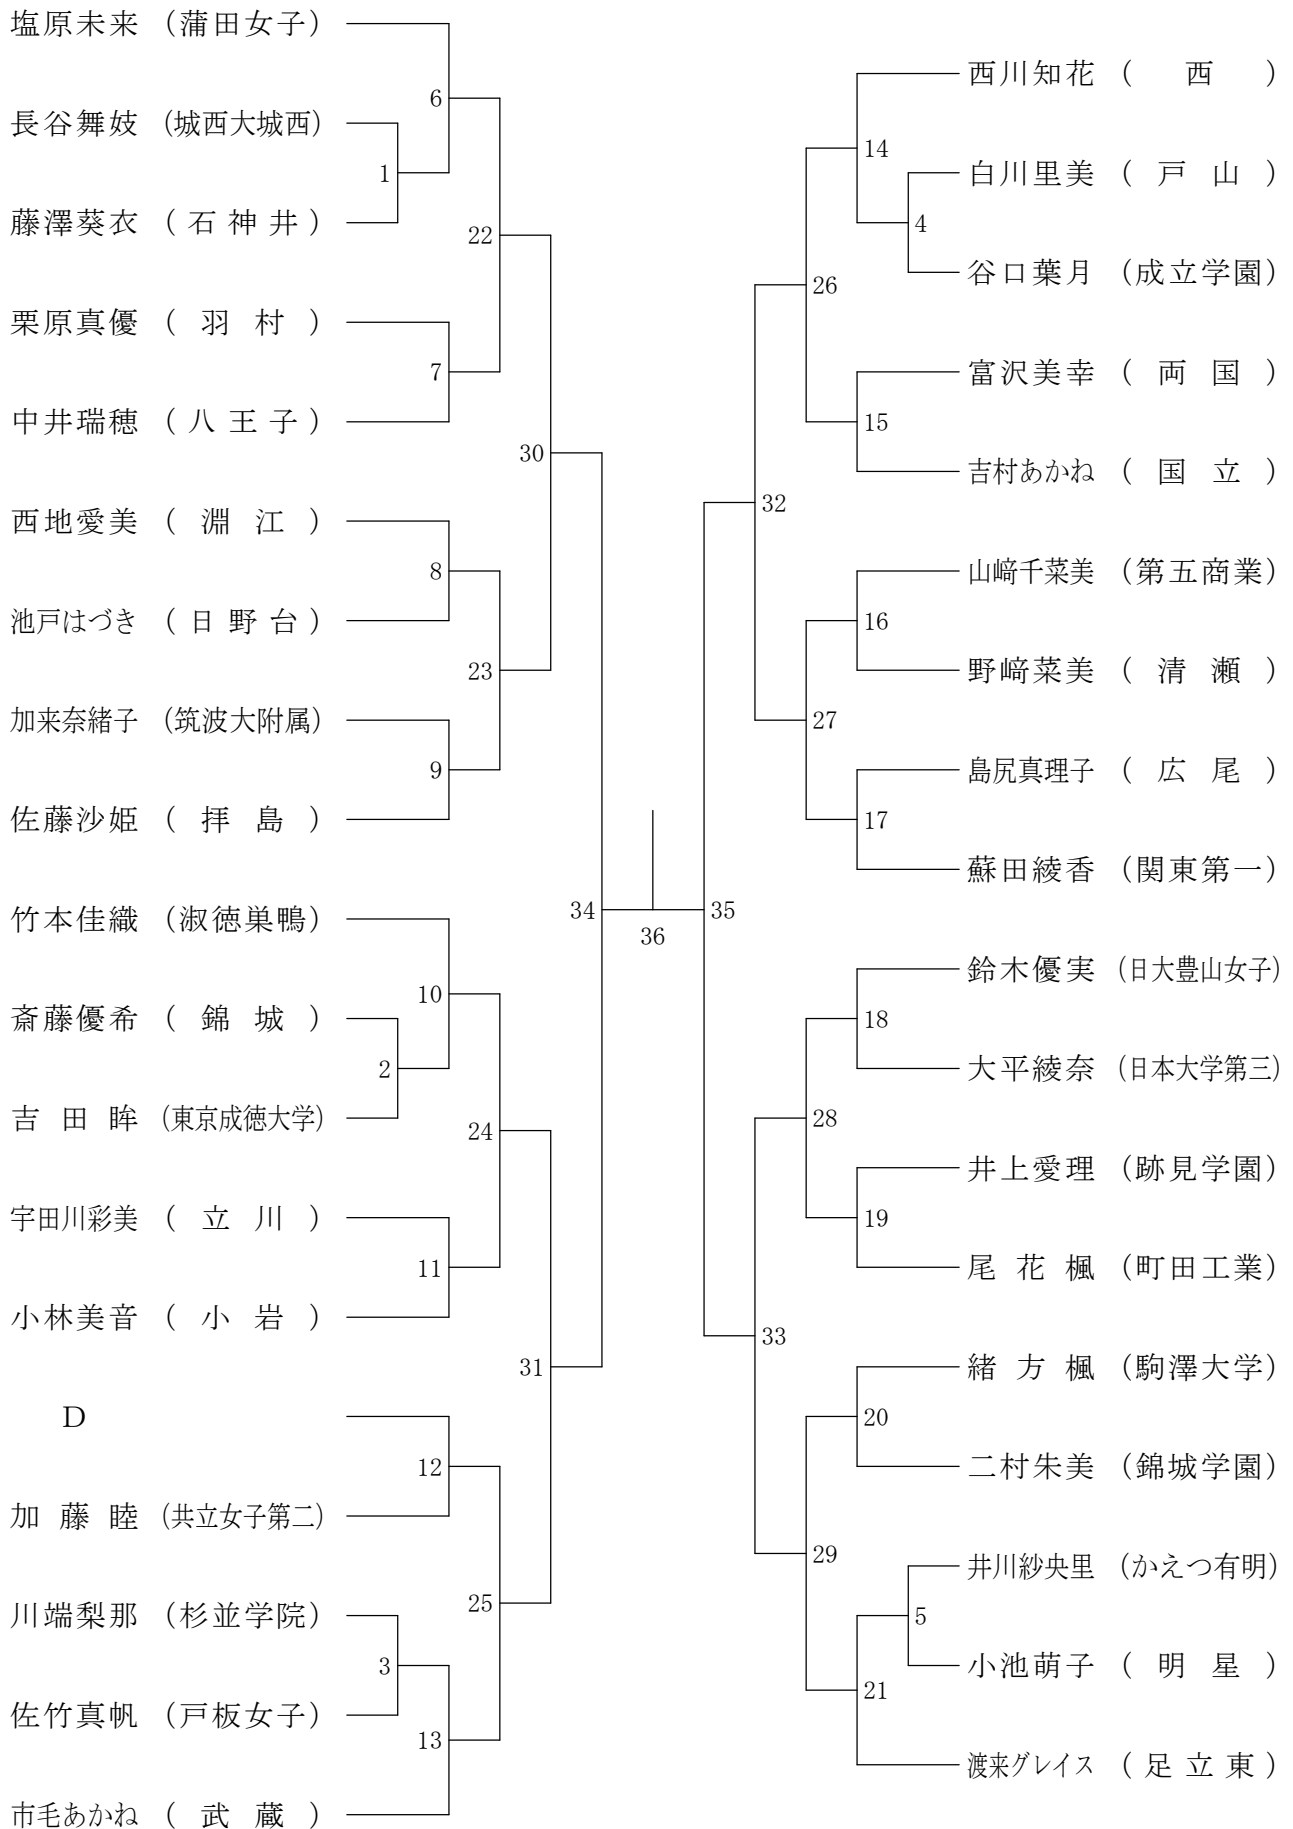 塩原未来 (蒲田女子)
長谷舞妓 (城西大城西)
藤澤葵衣 (石神井)
栗原真優 (羽村)
中井瑞穂 (八王子)
西地愛美 (淵江)
池戸はづき (日野台)
加来奈緒子 (筑波大附属)
佐藤沙姫 (拝島)
竹本佳織 (淑徳巣鴨)
斎藤優希 (錦城)
吉田眸 (東京成徳大学)
宇田川彩美 (立川)
小林美音 (小岩)
D
加藤睦 (共立女子第二)
川端梨那 (杉並学院)
佐竹真帆 (戸板女子)
市毛あかね (武蔵)
6
1
22
7
30
8
23
9
34
10
2
24
11
31
12
25
3
13
36
35
14
4
26
15
32
16
27
17
18
28
19
33
20
29
5
21
西川知花 (西)
白川里美 (戸山)
谷口葉月 (成立学園)
富沢美幸 (両国)
吉村あかね (国立)
山﨑千菜美 (第五商業)
野﨑菜美 (清瀬)
島尻真理子 (広尾)
蘇田綾香 (関東第一)
鈴木優実 (日大豊山女子)
大平綾奈 (日本大学第三)
井上愛理 (跡見学園)
尾花楓 (町田工業)
緒方楓 (駒澤大学)
二村朱美 (錦城学園)
井川紗央里 (かえつ有明)
小池萌子 (明星)
渡来グレイス (足立東)